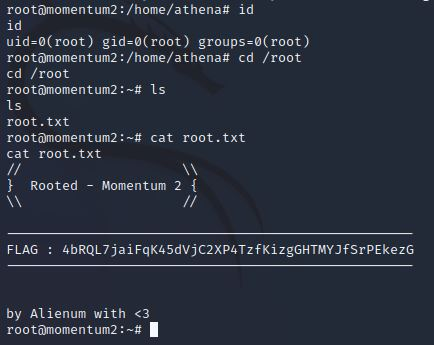 root@momentum2:/home/athena# id
id
uid=0(root) gid=0(root) groups=0(root)
root@momentum2:/home/athena# cd /root
cd /root
root@momentum2:~# ls
ls
root.txt
root@momentum2:~# cat root.txt
cat root.txt
//                    \\
}  Rooted - Momentum 2 {
\\                    //
---------------------------------------------------
FLAG : 4bRQL7jaiFqK45dVjC2XP4TzfKizgGHTMYJfSrPEkezG
---------------------------------------------------
by Alienum with <3
root@momentum2:~#